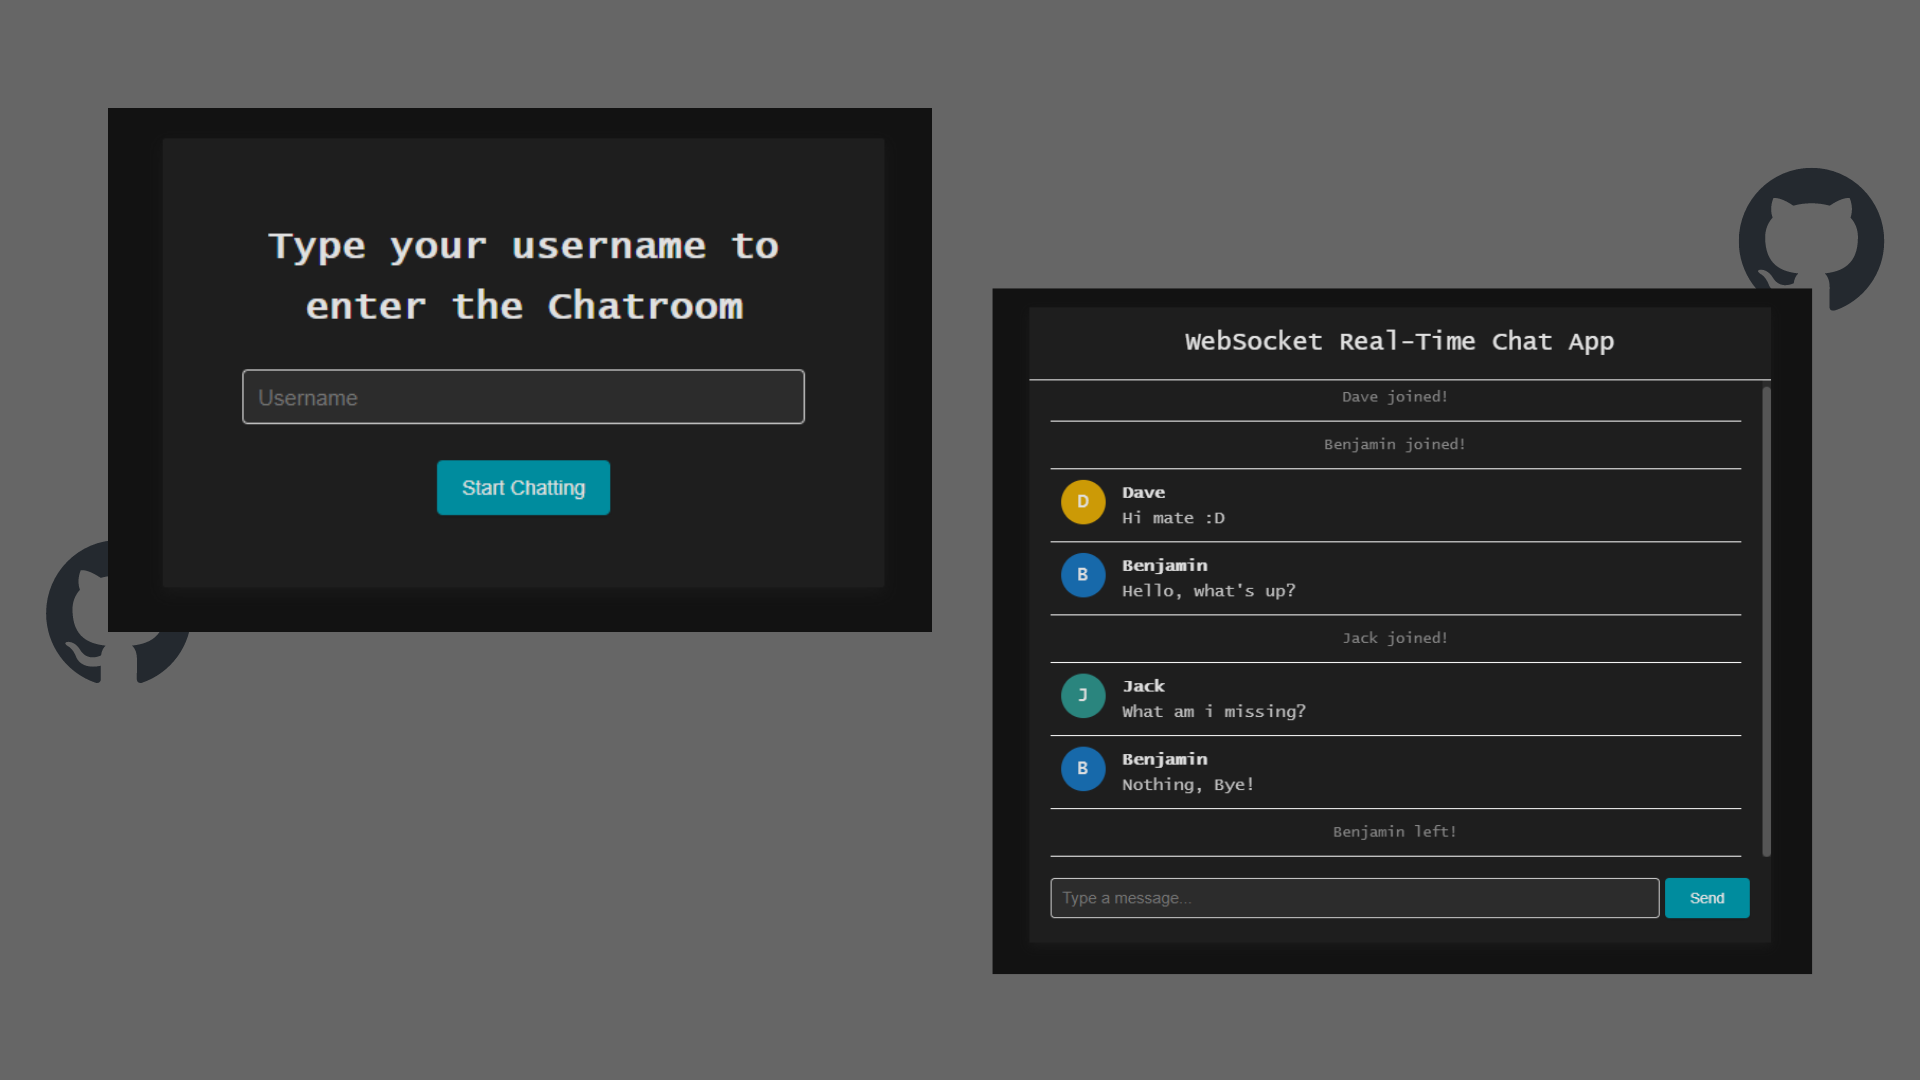 Type your username to
enter the Chatroom
Username
Start Chatting
WebSocket Real-Time Chat App
Dave joined!
Benjamin joined!
D
Dave
Hi mate :D
B
Benjamin
Hello, what's up?
Jack joined!
J
Jack
What am i missing?
B
Benjamin
Nothing, Bye!
Benjamin left!
Type a message...
Send